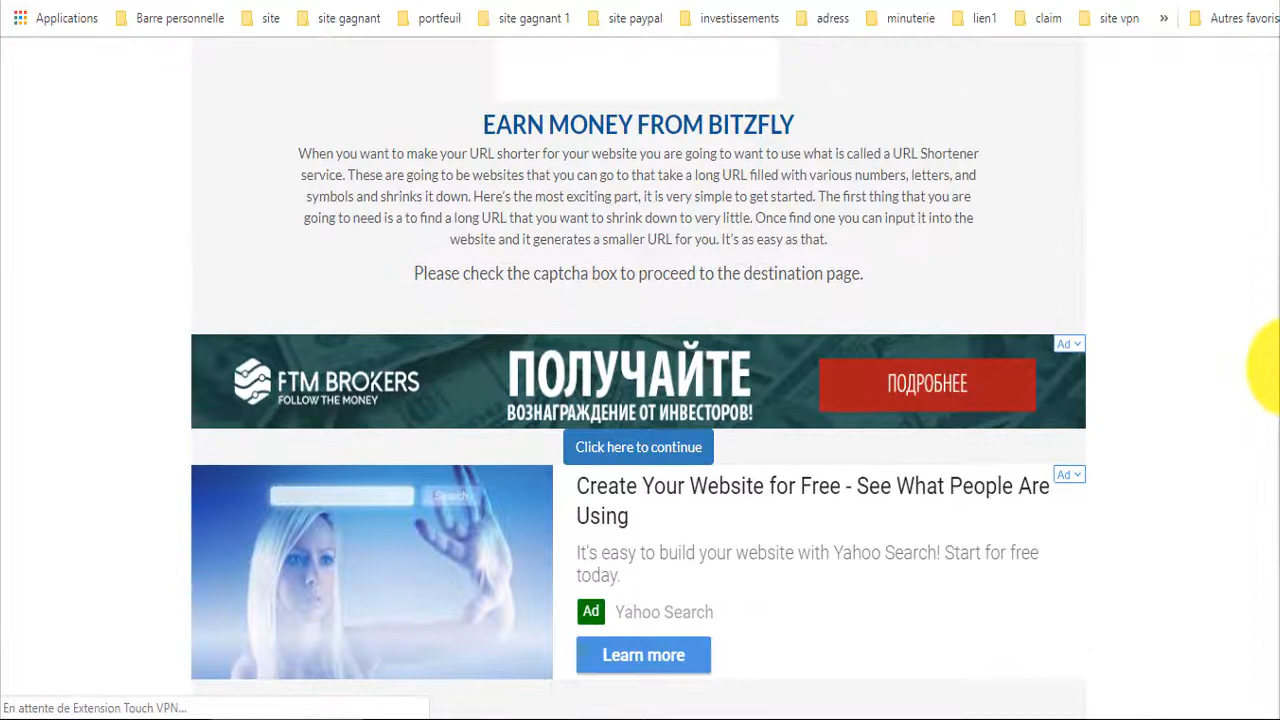 Applications Barre personnelle site site gagnant portfeuil site gagnant 1 site paypal investissements adress minuterie lien1 claim site vpn » Autres favoris
EARN MONEY FROM BITZFLY
When you want to make your URL shorter for your website you are going to want to use what is called a URL Shortener
service. These are going to be websites that you can go to that take a long URL filled with various numbers, letters, and
symbols and shrinks it down. Here's the most exciting part, it is very simple to get started. The first thing that you are
going to need is a to find a long URL that you want to shrink down to very little. Once find one you can input it into the
website and it generates a smaller URL for you. It's as easy as that.
Please check the captcha box to proceed to the destination page.
Ad
FTM BROKERS
FOLLOW THE MONEY
ПОЛУЧАЙТЕ
ВОЗНАГРАЖДЕНИЕ ОТ ИНВЕСТОРОВ!
ПОДРОБНЕЕ
Click here to continue
Ad
Search
Create Your Website for Free - See What People Are
Using
It's easy to build your website with Yahoo Search! Start for free
today.
Ad Yahoo Search
Learn more
En attente de Extension Touch VPN...